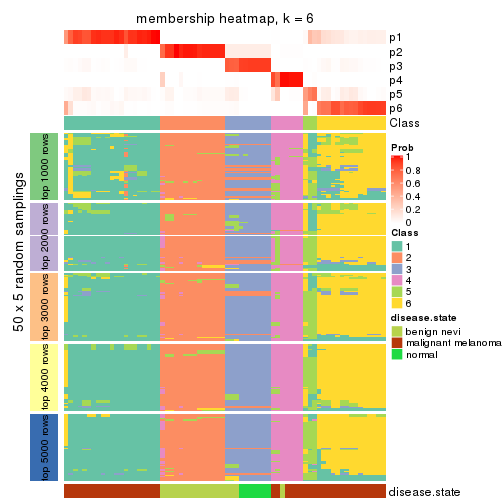 membership heatmap, k = 6
p1
p2
p3
p4
p5
p6
Class
50 x 5 random samplings
top 1000 rows
top 2000 rows
top 3000 rows
top 4000 rows
top 5000 rows
disease.state
Prob
1
0.8
0.6
0.4
0.2
0
Class
1
2
3
4
5
6
disease.state
benign nevi
malignant melanoma
normal